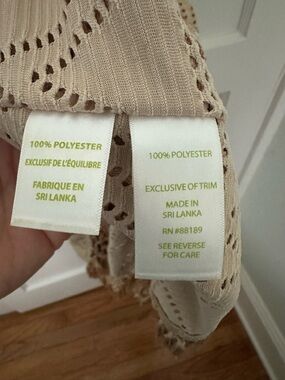 100% POLYESTER
EXCLUSIF DE L'ÉQUILIBRE
FABRIQUE EN
SRI LANKA
100% POLYESTER
EXCLUSIVE OF TRIM
MADE IN
SRI LANKA
RN #88189
SEE REVERSE
FOR CARE